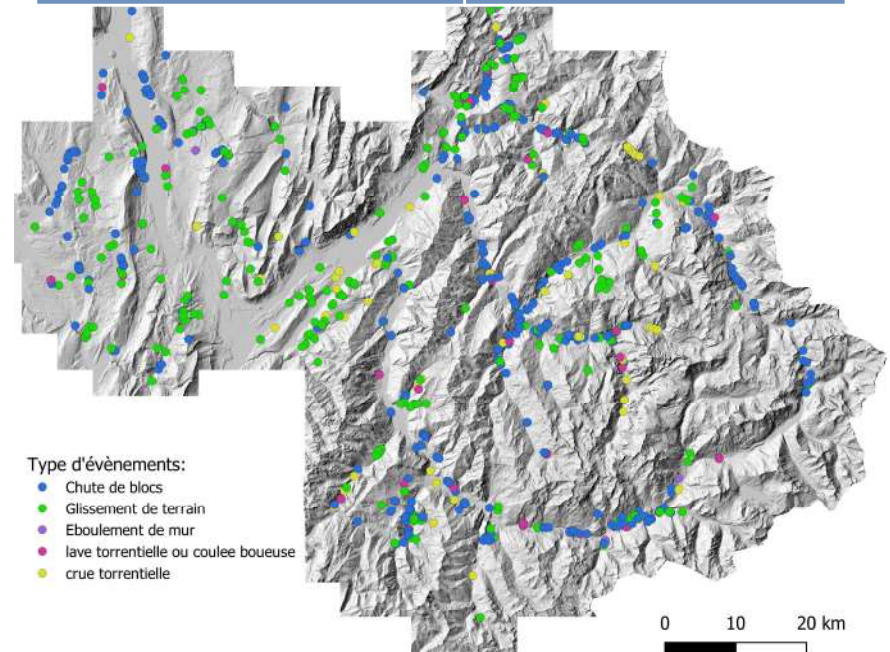 Type d'évènements:
Chute de blocs
Glissement de terrain
Eboulement de mur
lave torrentielle ou coulee boueuse
crue torrentielle
0 10 20 km